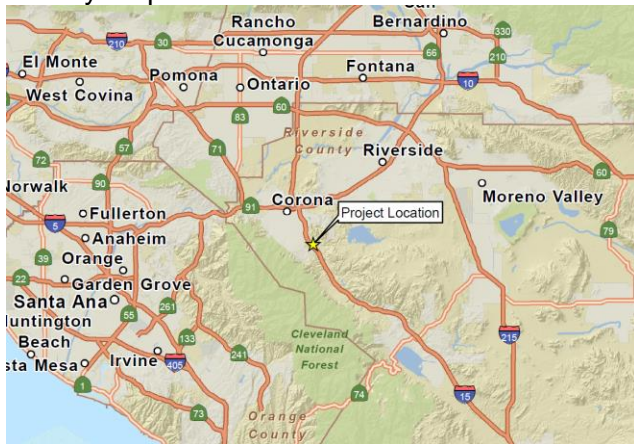 Rancho
Cucamonga
Bernardino
330
210
30
66
210
El Monte
West Covina
Pomona
Ontario
Fontana
10
60
83
57
71
Riverside
County
Riverside
72
90
60
Norwalk
Corona
91
Project Location
Moreno Valley
Fullerton
5
Anaheim
79
39
Orange
22
Garden Grove
Santa Ana
55
261
Huntington
Beach
133
Cleveland
National
Forest
215
Irvine
405
241
sta Mesa
1
74
15
73
Orange
County